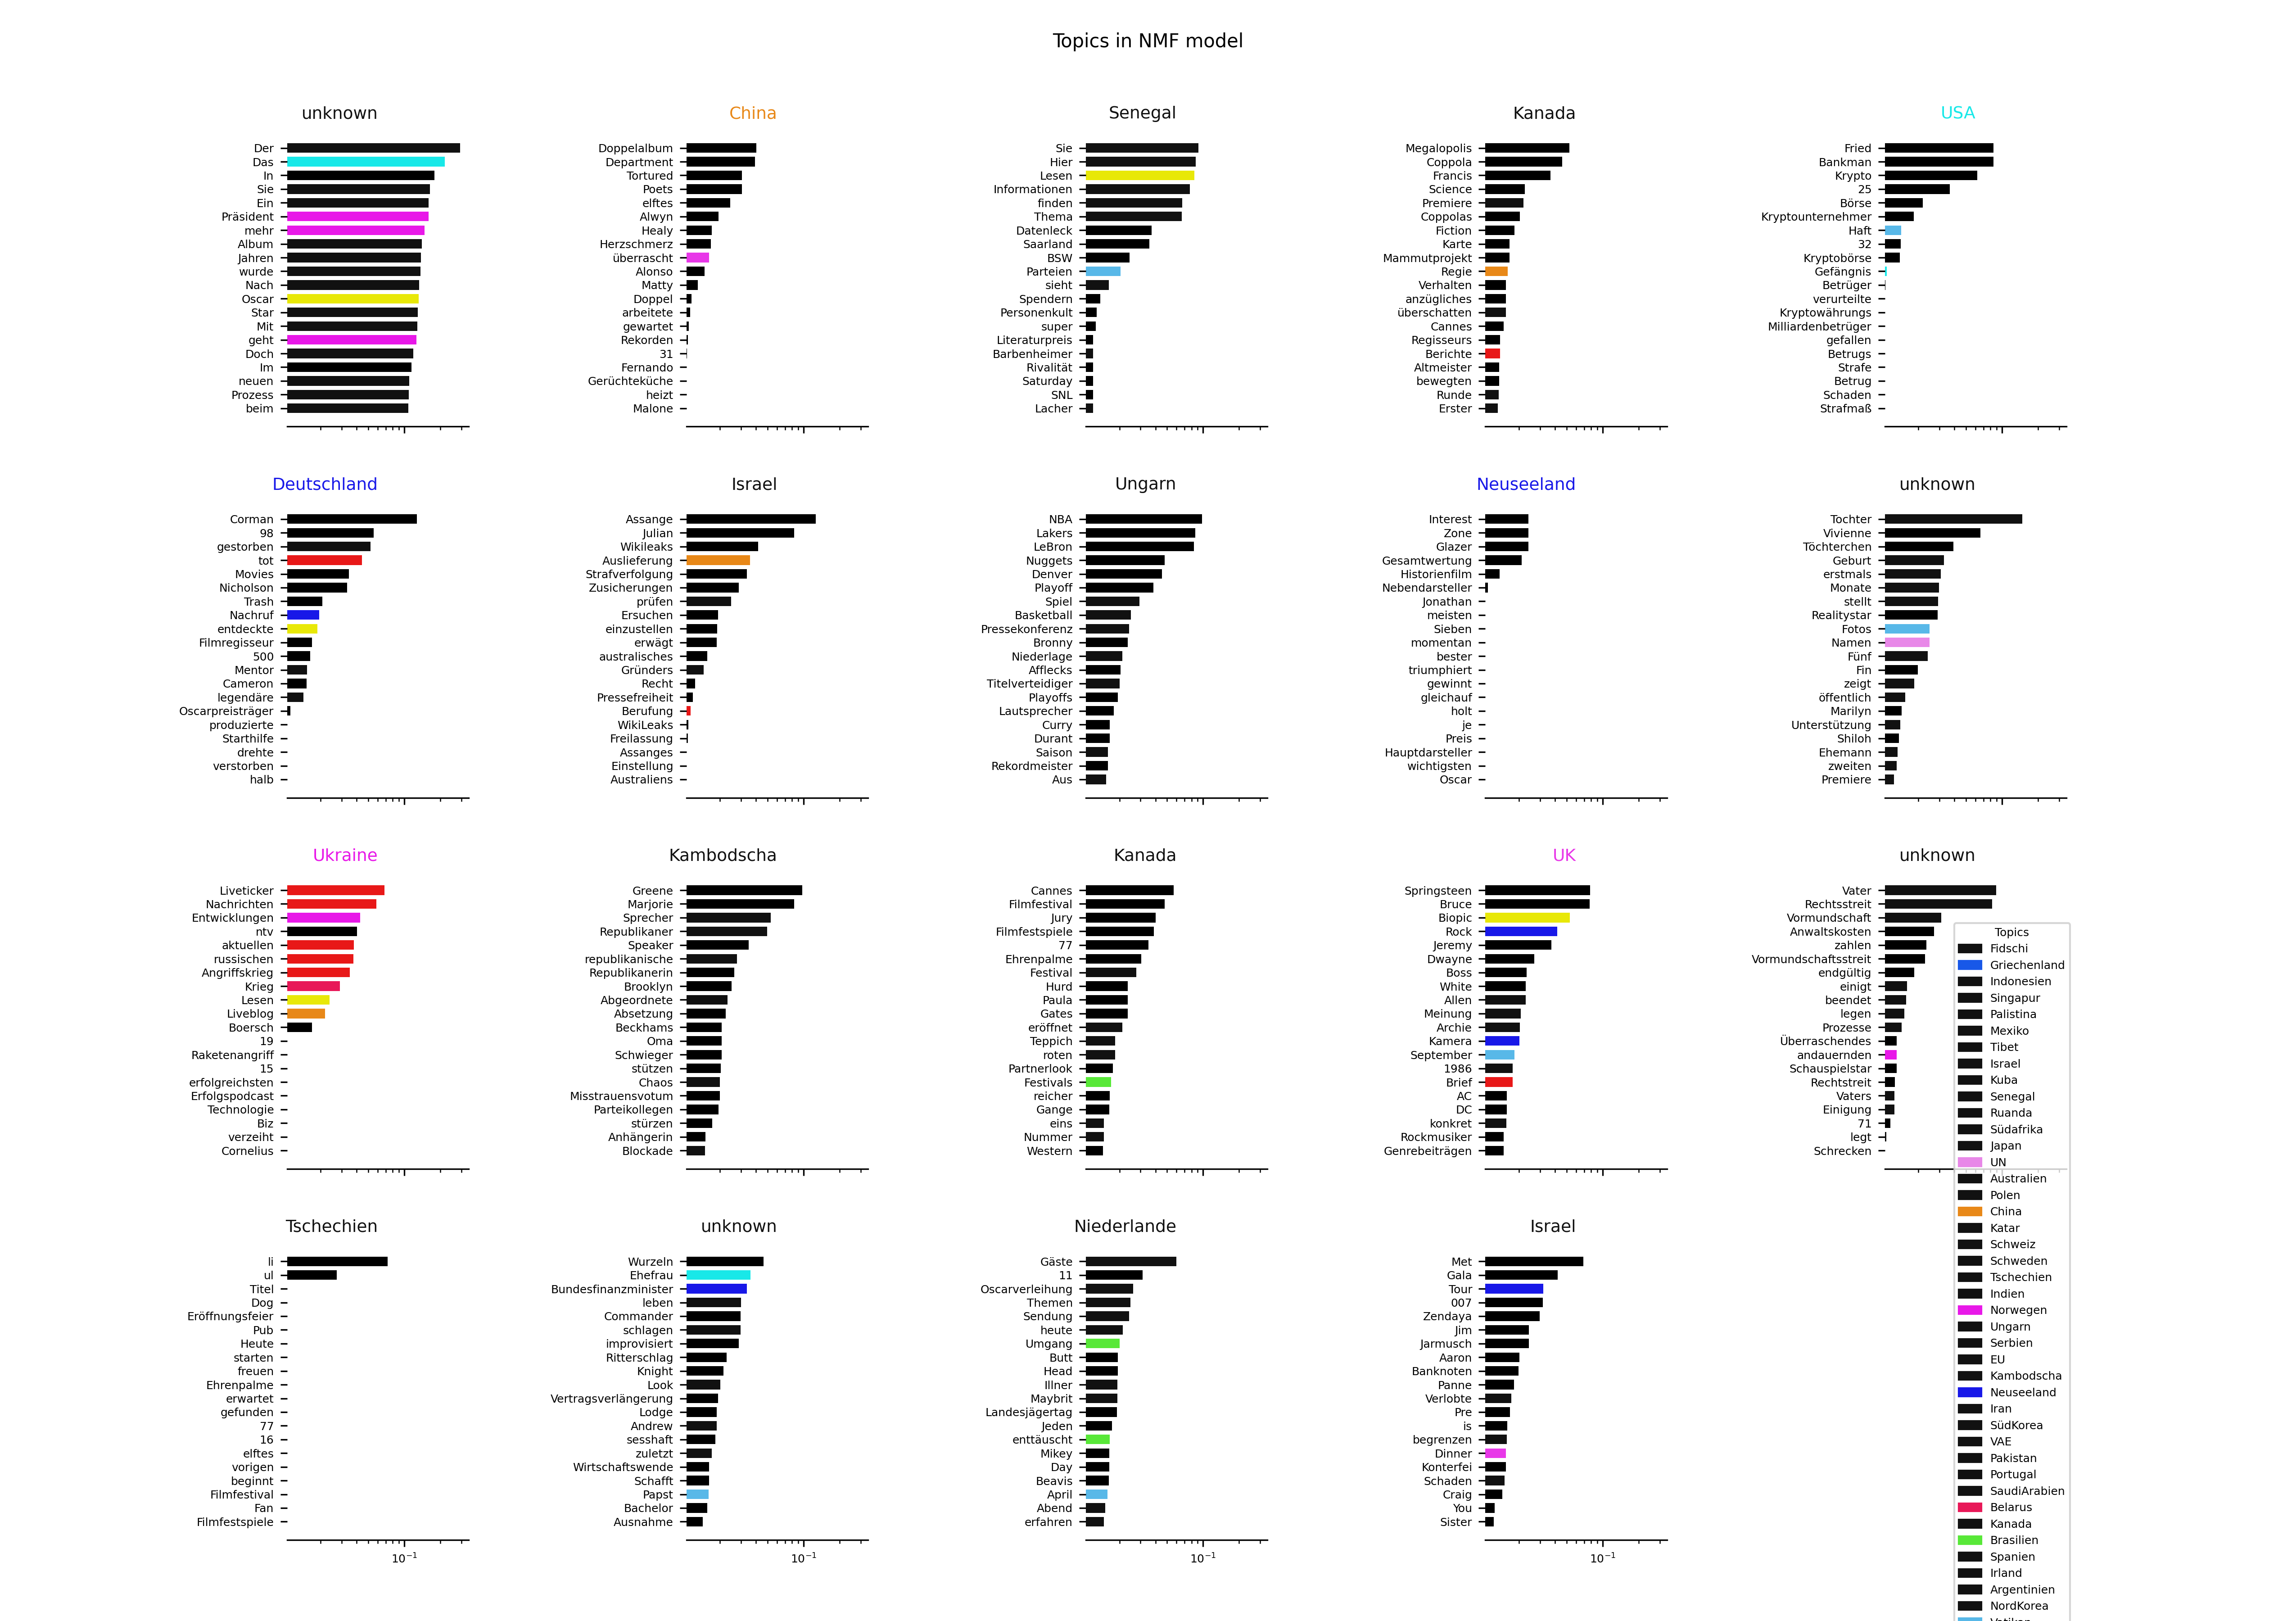 Topics in NMF model
unknown
Der
Das
In
Sie
Ein
Präsident
mehr
Album
Jahren
wurde
Nach
Oscar
Star
Mit
geht
Doch
Im
neuen
Prozess
beim
China
Doppelalbum
Department
Tortured
Poets
elftes
Alwyn
Healy
Herzschmerz
überrascht
Alonso
Matty
Doppel
arbeitete
gewartet
Rekorden
31
Fernando
Gerüchteküche
heizt
Malone
Senegal
Sie
Hier
Lesen
Informationen
finden
Thema
Datenleck
Saarland
BSW
Parteien
sieht
Spendern
Personenkult
super
Literaturpreis
Barbenheimer
Rivalität
Saturday
SNL
Lacher
Kanada
Megalopolis
Coppola
Francis
Science
Premiere
Coppolas
Fiction
Karte
Mammutprojekt
Regie
Verhalten
anzügliches
überschatten
Cannes
Regisseurs
Berichte
Altmeister
bewegten
Runde
Erster
USA
Fried
Bankman
Krypto
25
Börse
Kryptounternehmer
Haft
32
Kryptobörse
Gefängnis
Betrüger
verurteilte
Kryptowährungs
Milliardenbetrüger
gefallen
Betrugs
Strafe
Betrug
Schaden
Strafmaß
Deutschland
Corman
98
gestorben
tot
Movies
Nicholson
Trash
Nachruf
entdeckte
Filmregisseur
500
Mentor
Cameron
legendäre
Oscarpreisträger
produzierte
Starthilfe
drehte
verstorben
halb
Israel
Assange
Julian
Wikileaks
Auslieferung
Strafverfolgung
Zusicherungen
prüfen
Ersuchen
einzustellen
erwägt
australisches
Gründers
Recht
Pressefreiheit
Berufung
WikiLeaks
Freilassung
Assanges
Einstellung
Australiens
Ungarn
NBA
Lakers
LeBron
Nuggets
Denver
Playoff
Spiel
Basketball
Pressekonferenz
Bronny
Niederlage
Afflecks
Titelverteidiger
Playoffs
Lautsprecher
Curry
Durant
Saison
Rekordmeister
Aus
Neuseeland
Interest
Zone
Glazer
Gesamtwertung
Historienfilm
Nebendarsteller
Jonathan
meisten
Sieben
momentan
bester
triumphiert
gewinnt
gleichauf
holt
je
Preis
Hauptdarsteller
wichtigsten
Oscar
unknown
Tochter
Vivienne
Töchterchen
Geburt
erstmals
Monate
stellt
Realitystar
Fotos
Namen
Fünf
Fin
zeigt
öffentlich
Marilyn
Unterstützung
Shiloh
Ehemann
zweiten
Premiere
Ukraine
Liveticker
Nachrichten
Entwicklungen
ntv
aktuellen
russischen
Angriffskrieg
Krieg
Lesen
Liveblog
Boersch
19
Raketenangriff
15
erfolgreichsten
Erfolgspodcast
Technologie
Biz
verzeiht
Cornelius
Kambodscha
Greene
Marjorie
Sprecher
Republikaner
Speaker
republikanische
Republikanerin
Brooklyn
Abgeordnete
Absetzung
Beckhams
Oma
Schwieger
stützen
Chaos
Misstrauensvotum
Parteikollegen
stürzen
Anhängerin
Blockade
Kanada
Cannes
Filmfestival
Jury
Filmfestspiele
77
Ehrenpalme
Festival
Hurd
Paula
Gates
eröffnet
Teppich
roten
Partnerlook
Festivals
reicher
Gange
eins
Nummer
Western
UK
Springsteen
Bruce
Biopic
Rock
Jeremy
Dwayne
Boss
White
Allen
Meinung
Archie
Kamera
September
1986
Brief
AC
DC
konkret
Rockmusiker
Genrebeiträgen
unknown
Vater
Rechtsstreit
Vormundschaft
Anwaltskosten
zahlen
Vormundschaftsstreit
endgültig
einigt
beendet
legen
Prozesse
Überraschendes
andauernden
Schauspielstar
Rechtstreit
Vaters
Einigung
71
legt
Schrecken
Tschechien
li
ul
Titel
Dog
Eröffnungsfeier
Pub
Heute
starten
freuen
Ehrenpalme
erwartet
gefunden
77
16
elftes
vorigen
beginnt
Filmfestival
Fan
Filmfestspiele
10⁻¹
unknown
Wurzeln
Ehefrau
Bundesfinanzminister
leben
Commander
schlagen
improvisiert
Ritterschlag
Knight
Look
Vertragsverlängerung
Lodge
Andrew
sesshaft
zuletzt
Wirtschaftswende
Schafft
Papst
Bachelor
Ausnahme
10⁻¹
Niederlande
Gäste
11
Oscarverleihung
Themen
Sendung
heute
Umgang
Butt
Head
Illner
Maybrit
Landesjägertag
Jeden
enttäuscht
Mikey
Day
Beavis
April
Abend
erfahren
10⁻¹
Israel
Met
Gala
Tour
007
Zendaya
Jim
Jarmusch
Aaron
Banknoten
Panne
Verlobte
Pre
is
begrenzen
Dinner
Konterfei
Schaden
Craig
You
Sister
10⁻¹
Topics
Fidschi
Griechenland
Indonesien
Singapur
Palistina
Mexiko
Tibet
Israel
Kuba
Senegal
Ruanda
Südafrika
Japan
UN
Australien
Polen
China
Katar
Schweiz
Schweden
Tschechien
Indien
Norwegen
Ungarn
Serbien
EU
Kambodscha
Neuseeland
Iran
SüdKorea
VAE
Pakistan
Portugal
SaudiArabien
Belarus
Kanada
Brasilien
Spanien
Irland
Argentinien
NordKorea